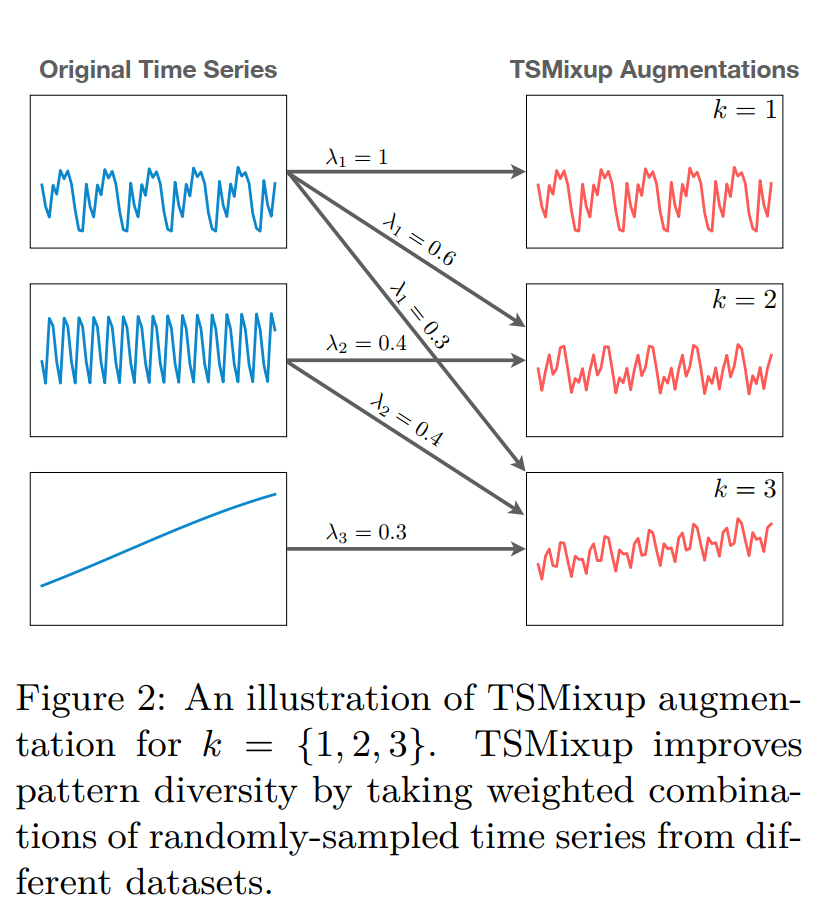 Original Time Series
TSMixup Augmentations
k = 1
λ₁ = 1
λ₁ = 0.6
k = 2
λ₁ = 0.3
λ₂ = 0.4
λ₂ = 0.4
k = 3
λ₃ = 0.3
Figure 2: An illustration of TSMixup augmen-
tation for k = {1, 2, 3}. TSMixup improves
pattern diversity by taking weighted combina-
tions of randomly-sampled time series from dif-
ferent datasets.